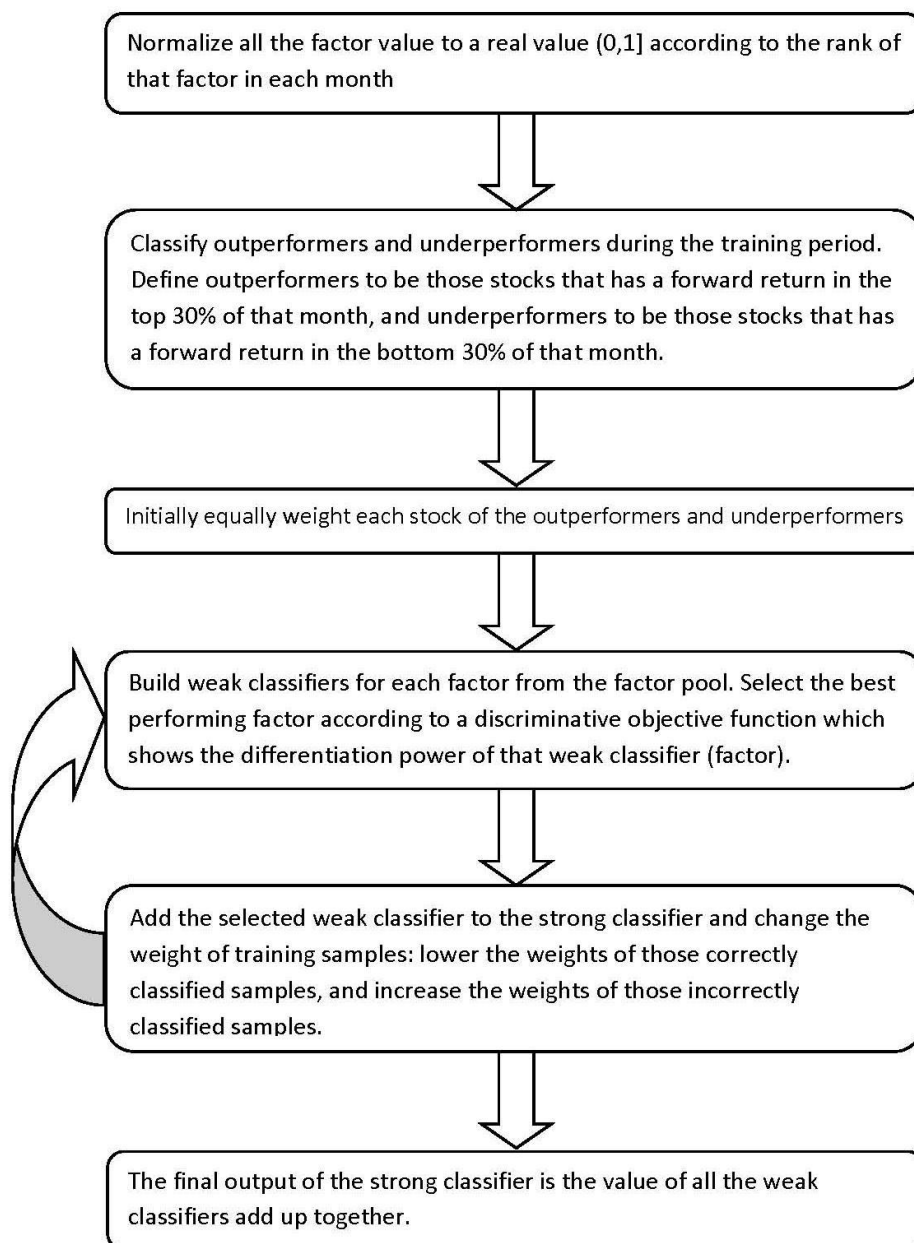 Normalize all the factor value to a real value (0,1] according to the rank of
that factor in each month
Classify outperformers and underperformers during the training period.
Define outperformers to be those stocks that has a forward return in the
top 30% of that month, and underperformers to be those stocks that has
a forward return in the bottom 30% of that month.
Initially equally weight each stock of the outperformers and underperformers
Build weak classifiers for each factor from the factor pool. Select the best
performing factor according to a discriminative objective function which
shows the differentiation power of that weak classifier (factor).
Add the selected weak classifier to the strong classifier and change the
weight of training samples: lower the weights of those correctly
classified samples, and increase the weights of those incorrectly
classified samples.
The final output of the strong classifier is the value of all the weak
classifiers add up together.